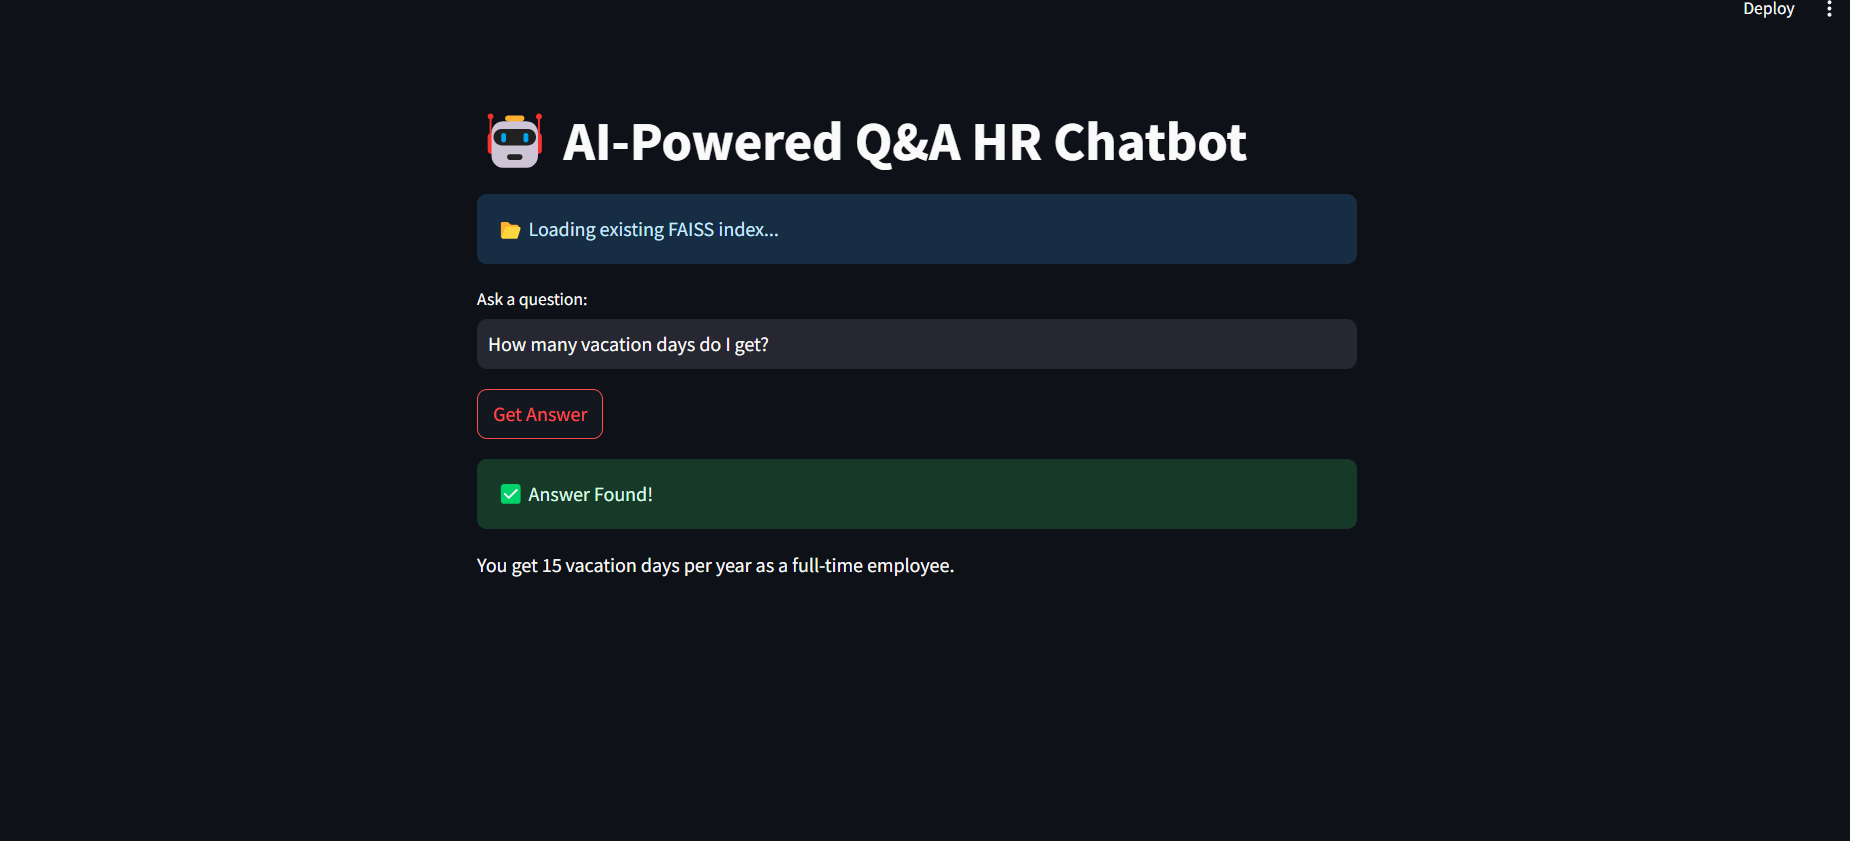 Deploy
AI-Powered Q&A HR Chatbot
Loading existing FAISS index...
Ask a question:
How many vacation days do I get?
Get Answer
Answer Found!
You get 15 vacation days per year as a full-time employee.